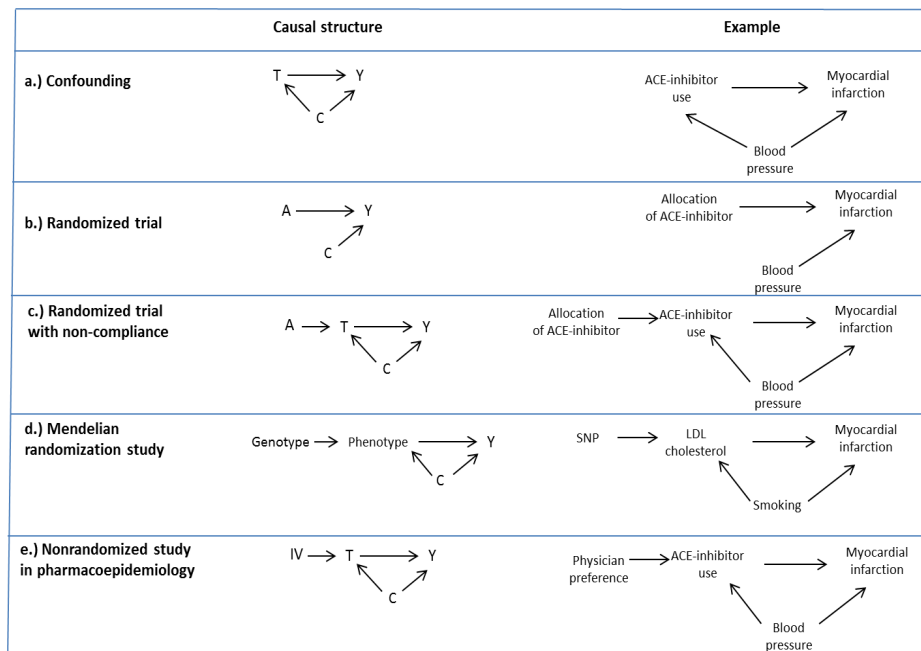 Causal structure
Example
a.) Confounding
T
Y
C
ACE-inhibitor
use
Myocardial
infarction
Blood
pressure
b.) Randomized trial
A
Y
C
Allocation
of ACE-inhibitor
Myocardial
infarction
Blood
pressure
c.) Randomized trial
with non-compliance
A
T
Y
C
Allocation
of ACE-inhibitor
ACE-inhibitor
use
Myocardial
infarction
Blood
pressure
d.) Mendelian
randomization study
Genotype
Phenotype
Y
C
SNP
LDL
cholesterol
Myocardial
infarction
Smoking
e.) Nonrandomized study
in pharmacoepidemiology
IV
T
Y
C
Physician
preference
ACE-inhibitor
use
Myocardial
infarction
Blood
pressure